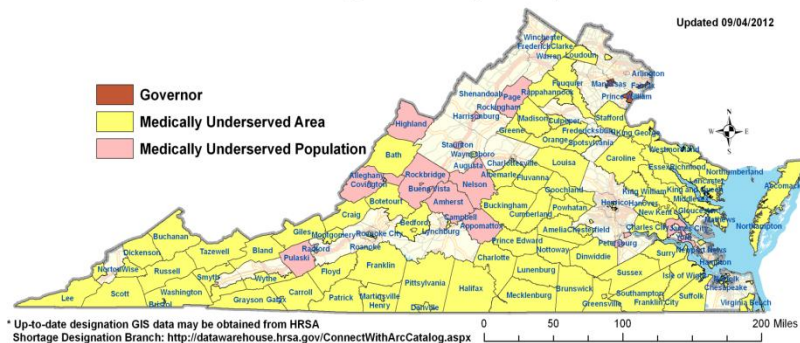 Updated 09/04/2012
Governor
Medically Underserved Area
Medically Underserved Population
Winchester
Frederick Clarke
Loudoun
Warren
Fauquier
Arlington
Fairfax
Manassas
Prince William
Shenandoah
Page
Rappahannock
Rockingham
Harrisonburg
Madison
Culpeper
Stafford
Highland
Greene
Fredericksburg
King George
Orange
Spotsylvania
Westmoreland
Bath
Staunton
Waynesboro
Augusta
Charlottesville
Albemarle
Louisa
Caroline
Essex Richmond
Northumberland
Lancaster
Accomack
Alleghany
Covington
Rockbridge
Buena Vista
Nelson
Fluvanna
Goochland
Hanover
Henrico
King William
King and Queen
Middlesex
Botetourt
Amherst
Buckingham
Cumberland
Powhatan
New Kent
Gloucester
Mathews
Northampton
Craig
Bedford
Campbell
Appomattox
Lynchburg
Amelia Chesterfield
Charles City
James City
Giles
Montgomery
Roanoke City
Roanoke
Prince Edward
Nottoway
Petersburg
Dinwiddie
Surry
Newport News
Hampton
Buchanan
Dickenson
Tazewell
Bland
Radford
Pulaski
Floyd
Franklin
Charlotte
Lunenburg
Sussex
Isle of Wight
Norfolk
Norton Wise
Russell
Smyth
Wythe
Pittsylvania
Halifax
Mecklenburg
Brunswick
Southampton
Franklin City
Suffolk
Chesapeake
Virginia Beach
Lee
Scott
Washington
Bristol
Grayson Galax
Carroll
Patrick
Martinsville
Henry
Danville
Greensville
N
W
E
S
* Up-to-date designation GIS data may be obtained from HRSA
Shortage Designation Branch: http://datawarehouse.hrsa.gov/ConnectWithArcCatalog.aspx
0 50 100 200 Miles